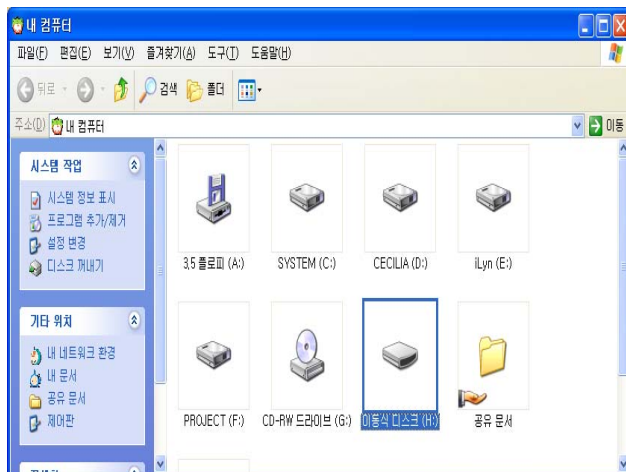 내 컴퓨터
파일(F) 편집(E) 보기(V) 즐겨찾기(A) 도구(T) 도움말(H)
뒤로 검색 폴더
주소(D) 내 컴퓨터 이동
시스템 작업
시스템 정보 표시
프로그램 추가/제거
설정 변경
디스크 꺼내기
기타 위치
내 네트워크 환경
내 문서
공유 문서
제어판
3,5 플로피 (A:) SYSTEM (C:) CECILIA (D:) iLyn (E:)
PROJECT (F:) CD-RW 드라이브 (G:) 이동식 디스크 (H:) 공유 문서